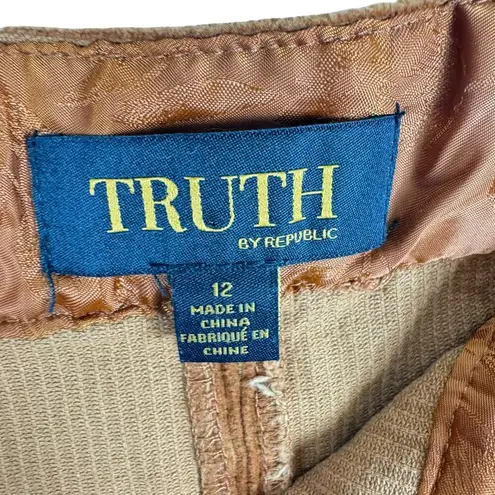 TRUTH
BY REPUBLIC
12
MADE IN
CHINA
FABRIQUÉ EN
CHINE